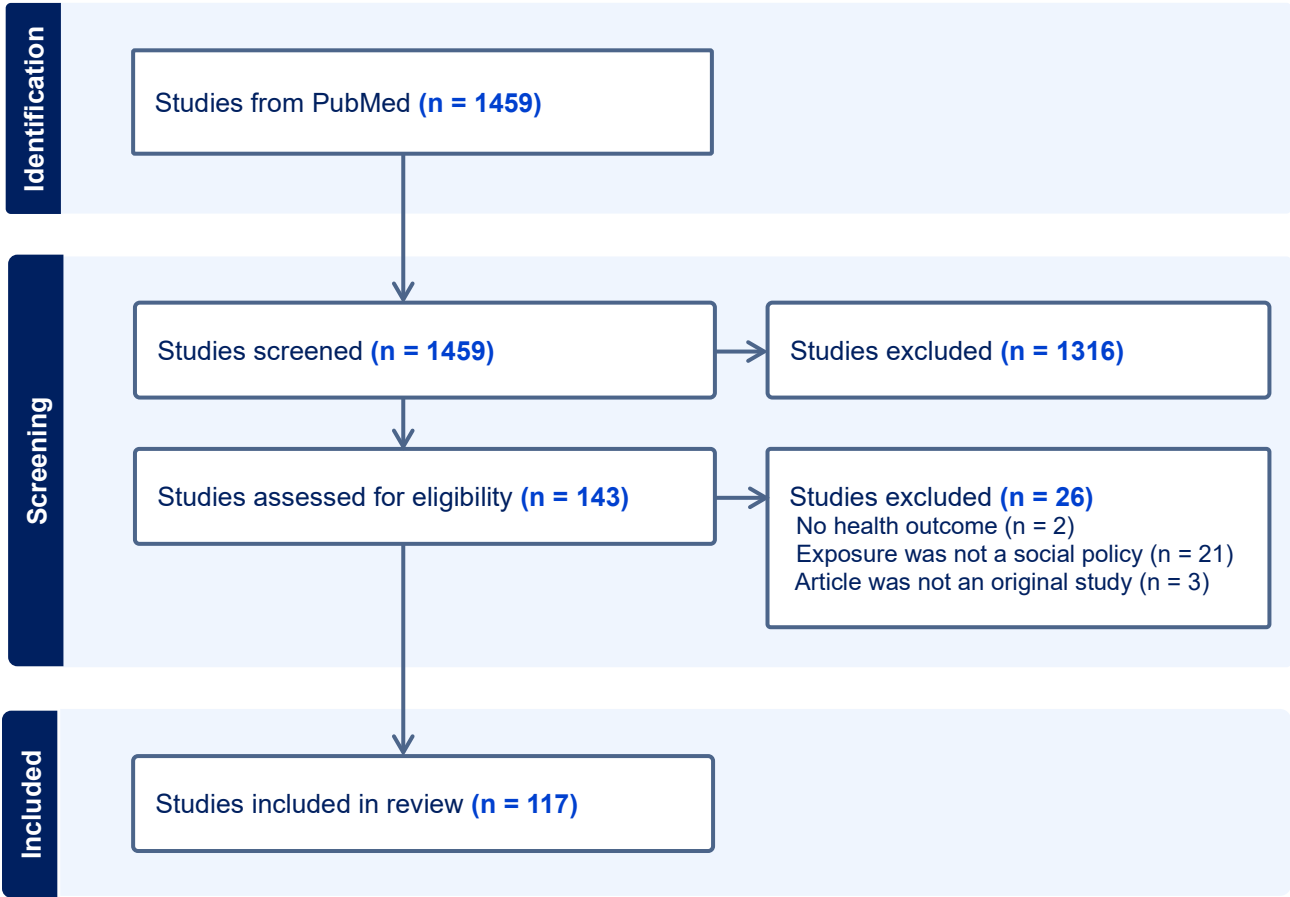 Identification
Studies from PubMed (n = 1459)
Screening
Studies screened (n = 1459)
Studies excluded (n = 1316)
Studies assessed for eligibility (n = 143)
Studies excluded (n = 26)
No health outcome (n = 2)
Exposure was not a social policy (n = 21)
Article was not an original study (n = 3)
Included
Studies included in review (n = 117)